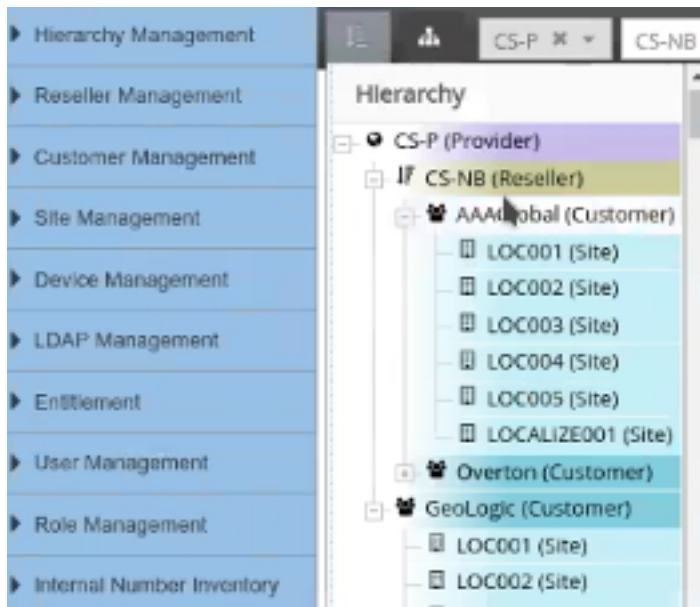 Hierarchy Management
Reseller Management
Customer Management
Site Management
Device Management
LDAP Management
Entitlement
User Management
Role Management
Internal Number Inventory
CS-P
CS-NB
Hierarchy
CS-P (Provider)
CS-NB (Reseller)
AAAGlobal (Customer)
LOC001 (Site)
LOC002 (Site)
LOC003 (Site)
LOC004 (Site)
LOC005 (Site)
LOCALIZE001 (Site)
Overton (Customer)
GeoLogic (Customer)
LOC001 (Site)
LOC002 (Site)